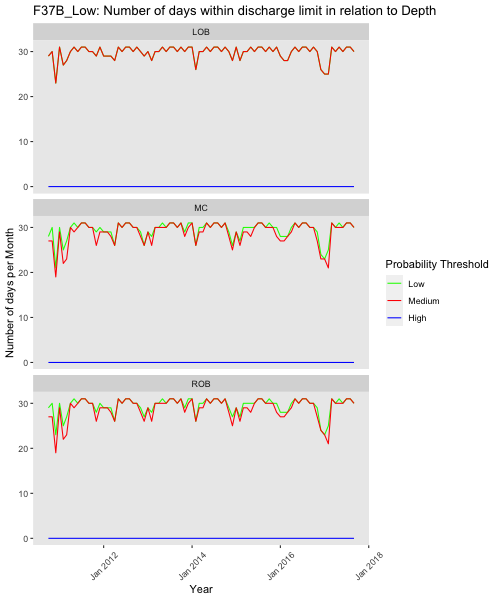 F37B_Low: Number of days within discharge limit in relation to Depth
LOB
30
20
10
0
MC
30
20
10
0
ROB
30
20
10
0
Number of days per Month
Jan 2012
Jan 2014
Jan 2016
Jan 2018
Year
Probability Threshold
Low
Medium
High